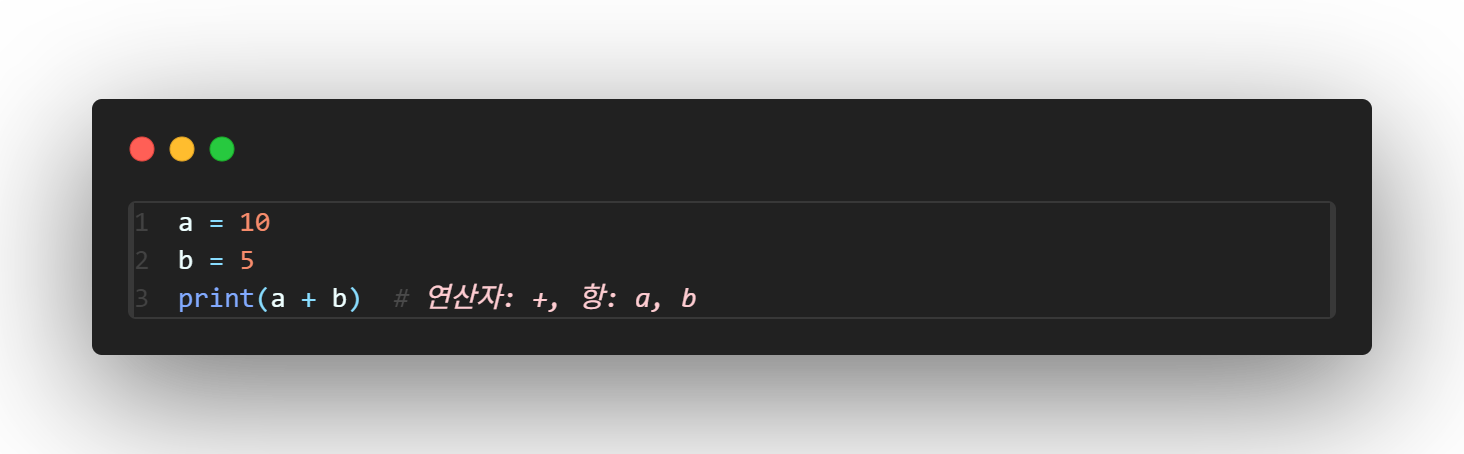 1 a = 10
2 b = 5
3 print(a + b)  # 연산자: +, 항: a, b